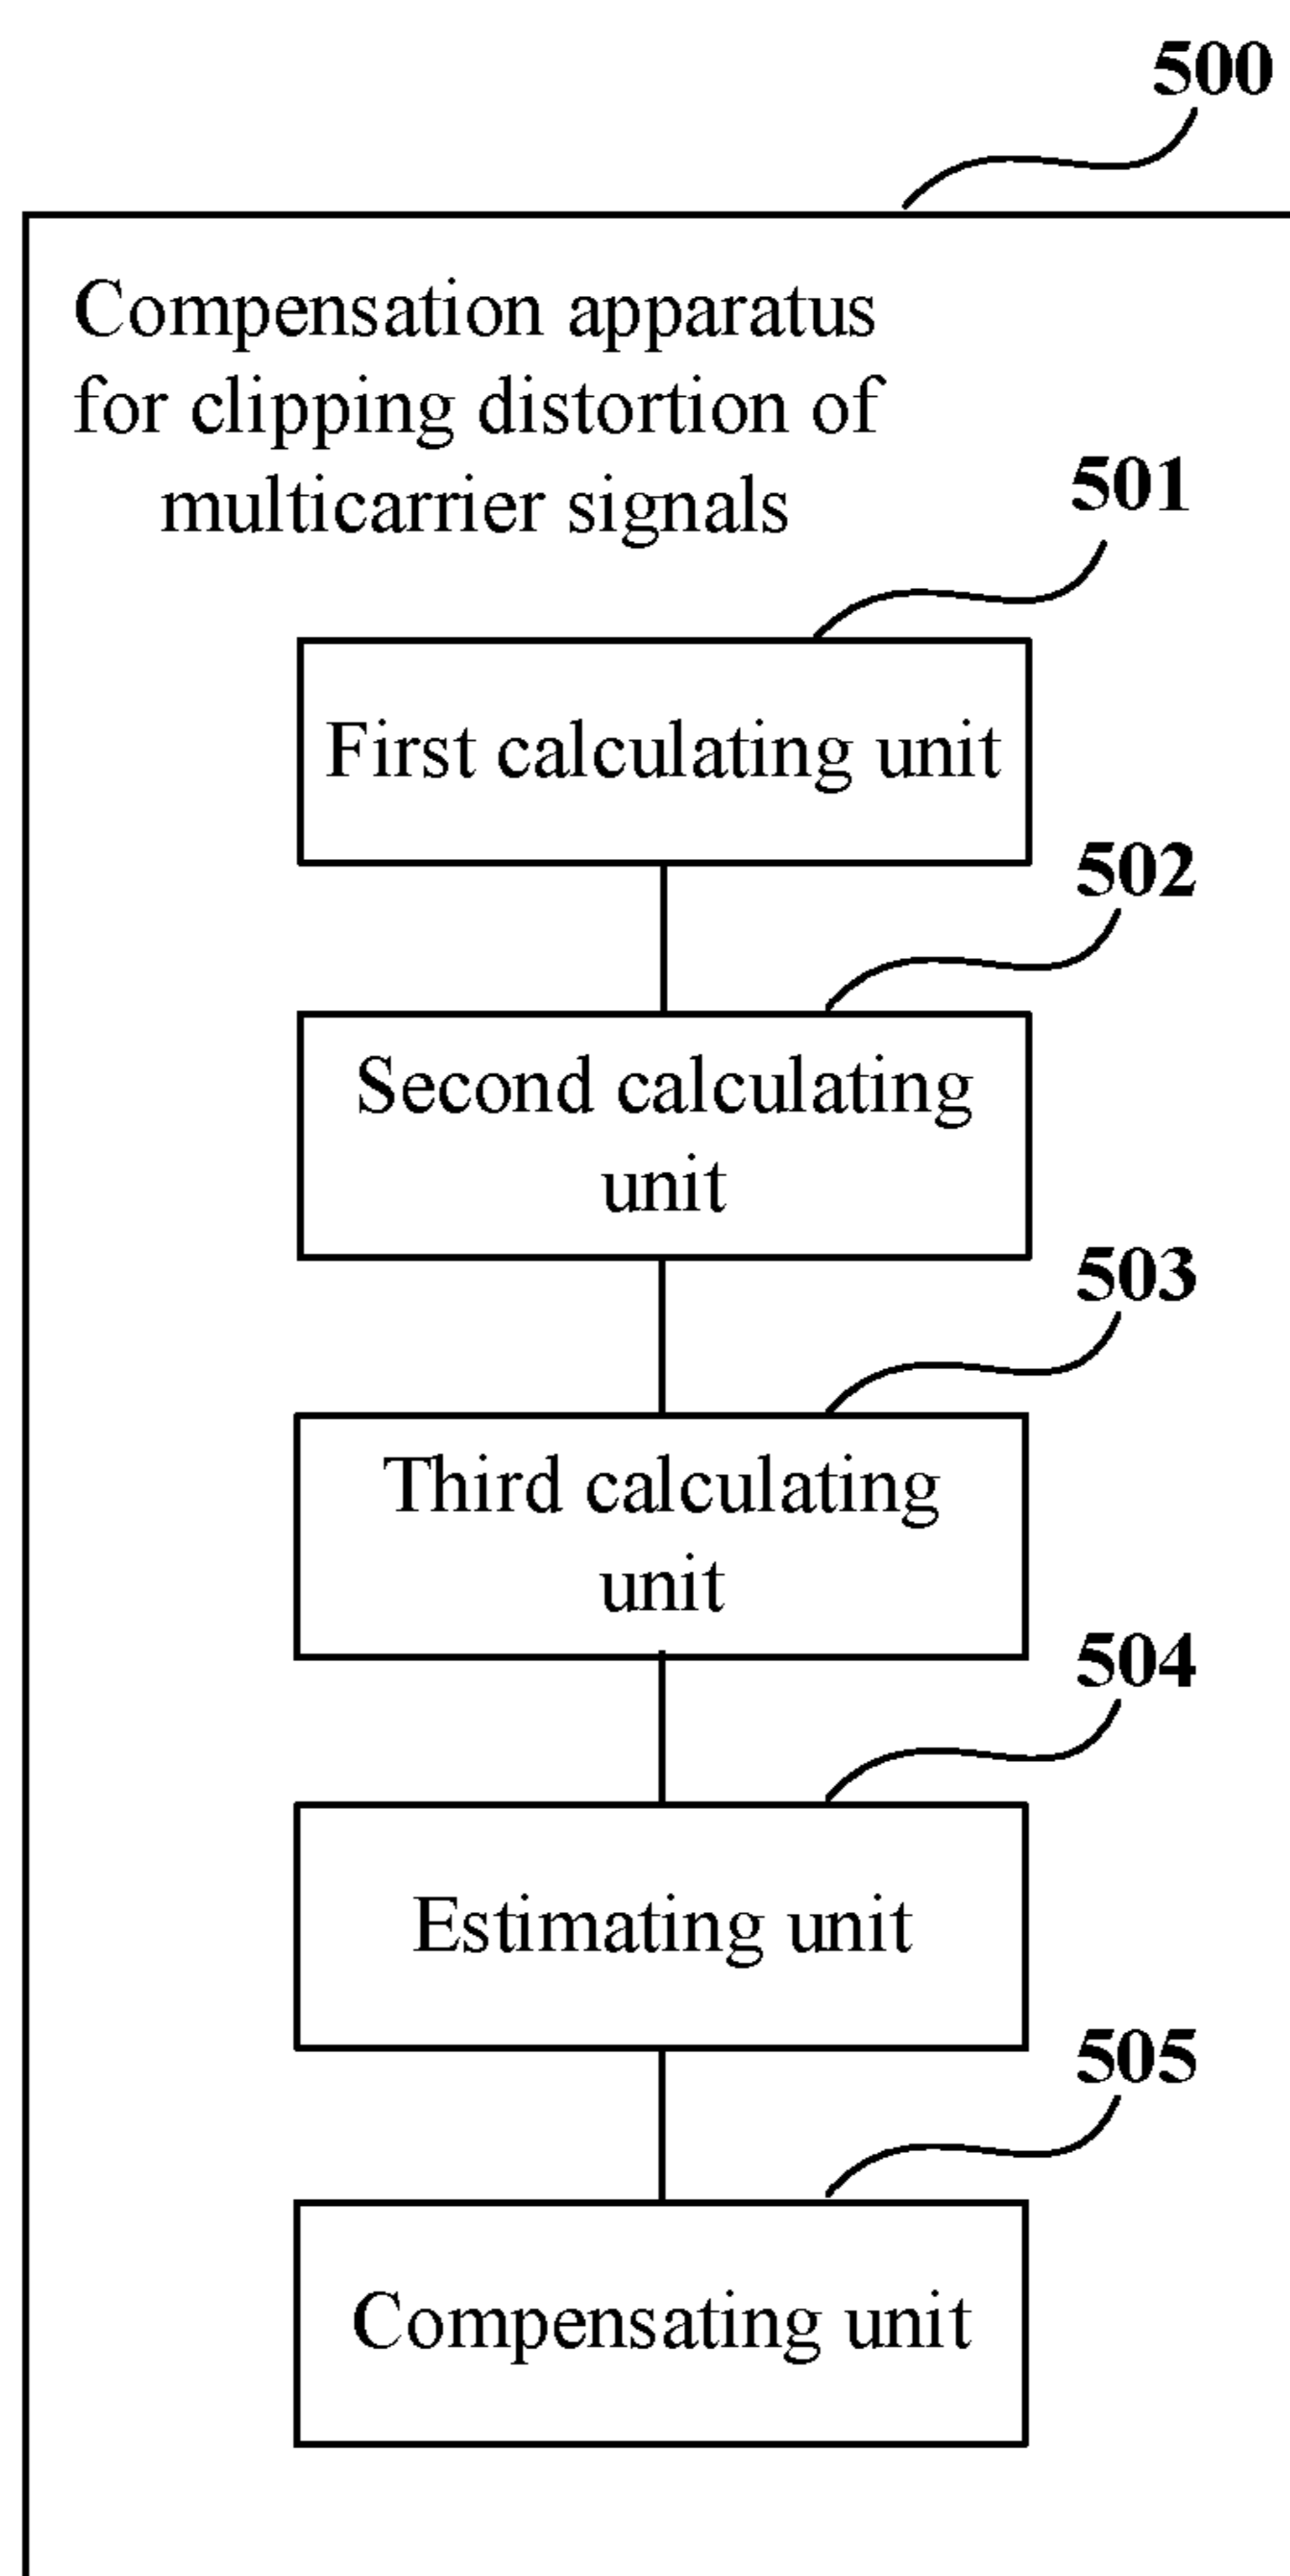 500
Compensation apparatus
for clipping distortion of
multicarrier signals
501
First calculating unit
502
Second calculating
unit
503
Third calculating
unit
504
Estimating unit
505
Compensating unit